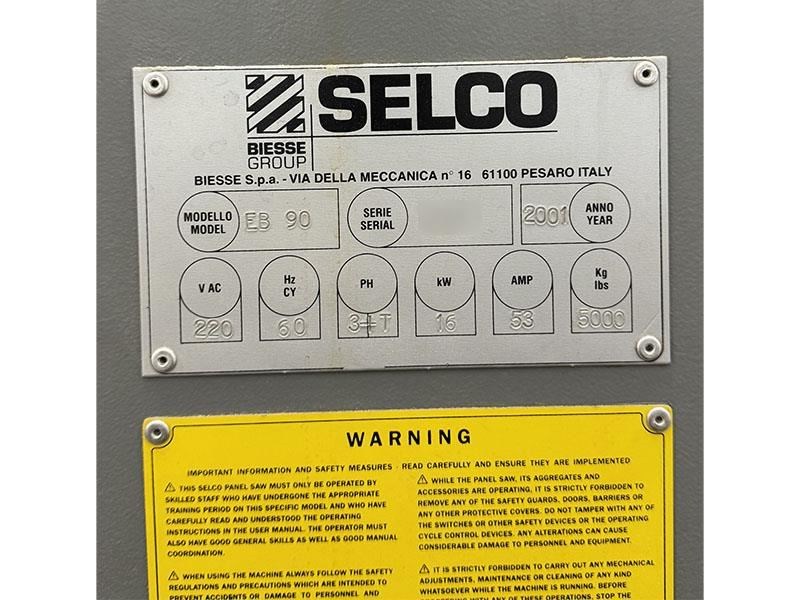 SELCO
BIESSE
GROUP
BIESSE S.p.a. - VIA DELLA MECCANICA n° 16 61100 PESARO ITALY
MODELLO
MODEL
EB 90
SERIE
SERIAL
2001
ANNO
YEAR
V AC
Hz
CY
PH
kW
AMP
Kg
lbs
220
60
3+T
16
53
5000
WARNING
IMPORTANT INFORMATION AND SAFETY MEASURES - READ CAREFULLY AND ENSURE THEY ARE IMPLEMENTED
⚠ THIS SELCO PANEL SAW MUST ONLY BE OPERATED BY
SKILLED STAFF WHO HAVE UNDERGONE THE APPROPRIATE
TRAINING PERIOD ON THIS SPECIFIC MODEL AND WHO HAVE
CAREFULLY READ AND UNDERSTOOD THE OPERATING
INSTRUCTIONS IN THE USER MANUAL. THE OPERATOR MUST
ALSO HAVE GOOD GENERAL SKILLS AS WELL AS GOOD MANUAL
COORDINATION.
⚠ WHEN USING THE MACHINE ALWAYS FOLLOW THE SAFETY
REGULATIONS AND PRECAUTIONS WHICH ARE INTENDED TO
PREVENT ACCIDENTS OR DAMAGE TO PERSONNEL AND
⚠ WHILE THE PANEL SAW, ITS AGGREGATES AND
ACCESSORIES ARE OPERATING, IT IS STRICTLY FORBIDDEN TO
REMOVE ANY OF THE SAFETY GUARDS, DOORS, BARRIERS OR
ANY OTHER PROTECTIVE COVERS. DO NOT TAMPER WITH ANY OF
THE SWITCHES OR OTHER SAFETY DEVICES OR THE OPERATING
CYCLE CONTROL DEVICES. ANY ALTERATIONS CAN CAUSE
CONSIDERABLE DAMAGE TO PERSONNEL AND EQUIPMENT.
⚠ IT IS STRICTLY FORBIDDEN TO CARRY OUT ANY MECHANICAL
ADJUSTMENTS, MAINTENANCE OR CLEANING OF ANY KIND
WHATSOEVER WHILE THE MACHINE IS RUNNING. BEFORE
PROCEEDING WITH ANY OF THESE OPERATIONS, STOP THE